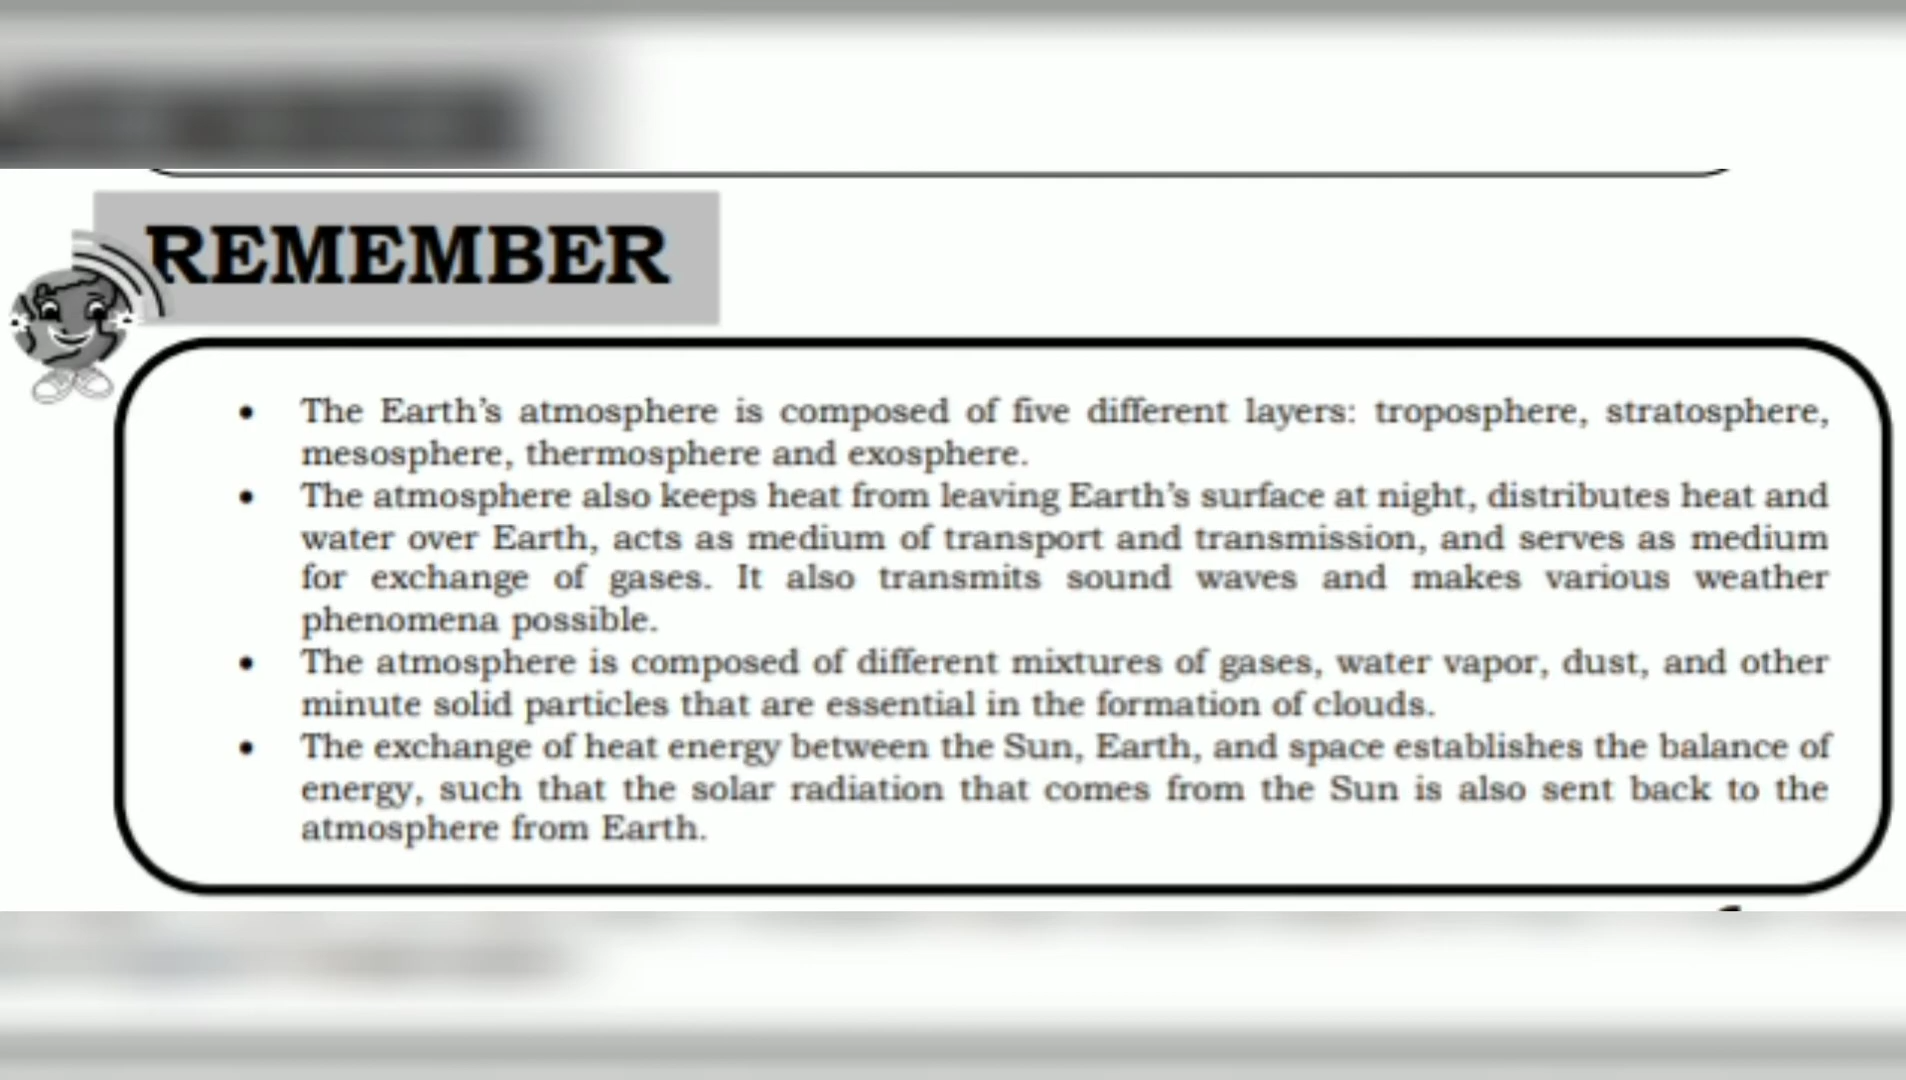 REMEMBER
• The Earth's atmosphere is composed of five different layers: troposphere, stratosphere,
mesosphere, thermosphere and exosphere.
• The atmosphere also keeps heat from leaving Earth's surface at night, distributes heat and
water over Earth, acts as medium of transport and transmission, and serves as medium
for exchange of gases. It also transmits sound waves and makes various weather
phenomena possible.
• The atmosphere is composed of different mixtures of gases, water vapor, dust, and other
minute solid particles that are essential in the formation of clouds.
• The exchange of heat energy between the Sun, Earth, and space establishes the balance of
energy, such that the solar radiation that comes from the Sun is also sent back to the
atmosphere from Earth.